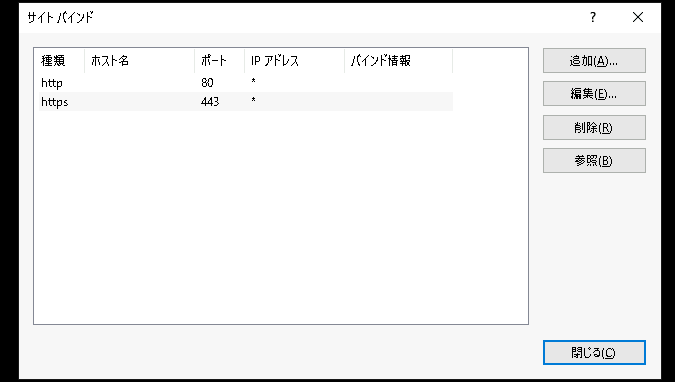 サイト バインド ? ×
種類 ホスト名 ポート IP アドレス バインド情報
http 80 *
https 443 *
追加(A)...
編集(E)...
削除(R)
参照(B)
閉じる(C)